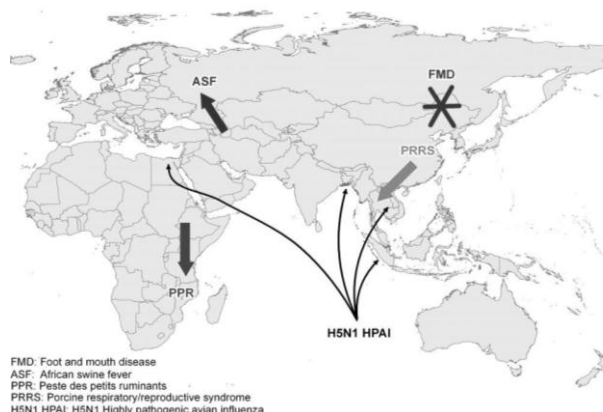 ASF
FMD
PRRS
PPR
H5N1 HPAI
FMD: Foot and mouth disease
ASF: African swine fever
PPR: Peste des petits ruminants
PRRS: Porcine respiratory/reproductive syndrome
H5N1 HPAI: H5N1 Highly pathogenic avian influenza